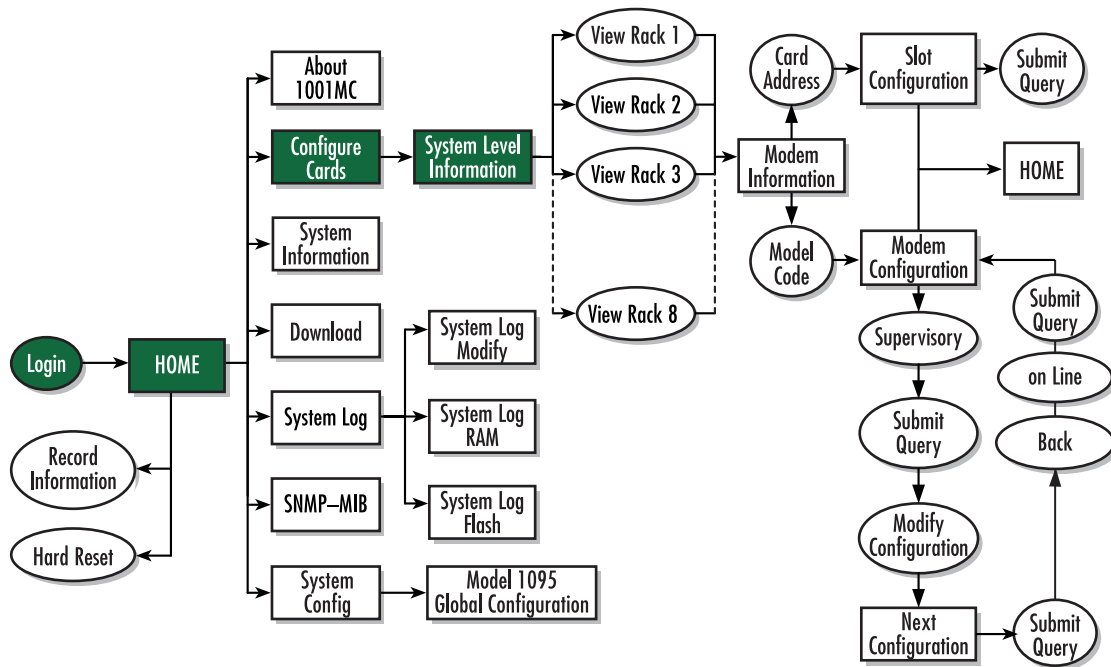 Login
HOME
Record
Information
Hard Reset
About
1001MC
Configure
Cards
System
Information
Download
System Log
SNMP–MIB
System
Config
System Level
Information
System Log
Modify
System Log
RAM
System Log
Flash
Model 1095
Global Configuration
View Rack 1
View Rack 2
View Rack 3
View Rack 8
Modem
Information
Card
Address
Model
Code
Slot
Configuration
Submit
Query
HOME
Modem
Configuration
Supervisory
Submit
Query
Modify
Configuration
Next
Configuration
Submit
Query
Back
on Line
Submit
Query